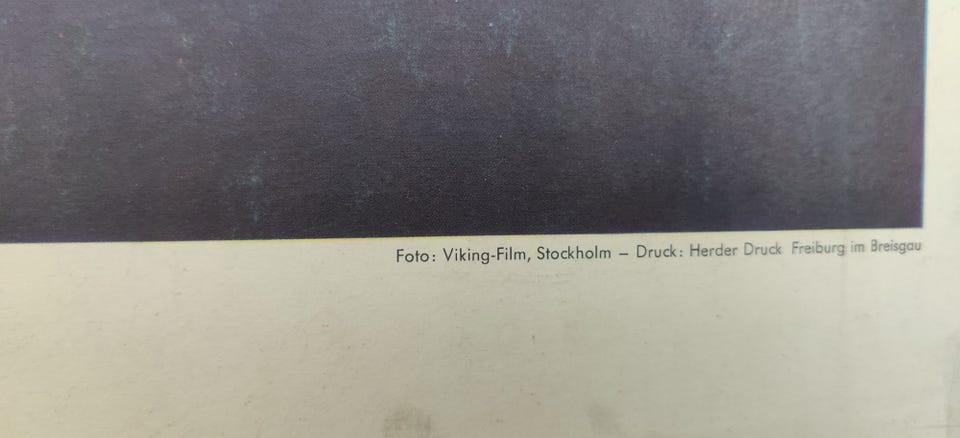 Foto: Viking-Film, Stockholm – Druck: Herder Druck Freiburg im Breisgau